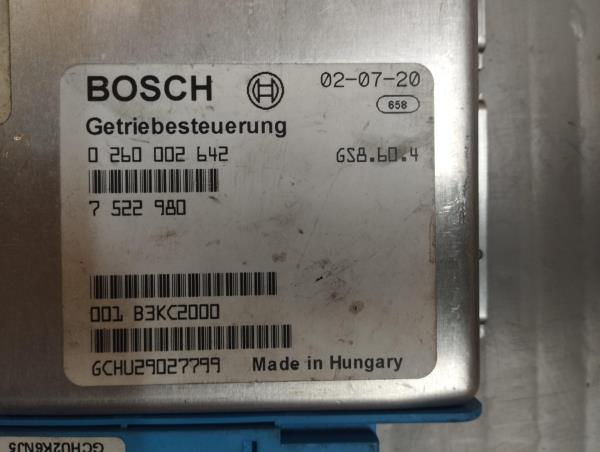 BOSCH 02-07-20
658
Getriebesteuerung
0 260 002 642 GS8.60.4
7 522 980
001 B3KC2000
GCHU29027799 Made in Hungary
GCHU2K6NJ5